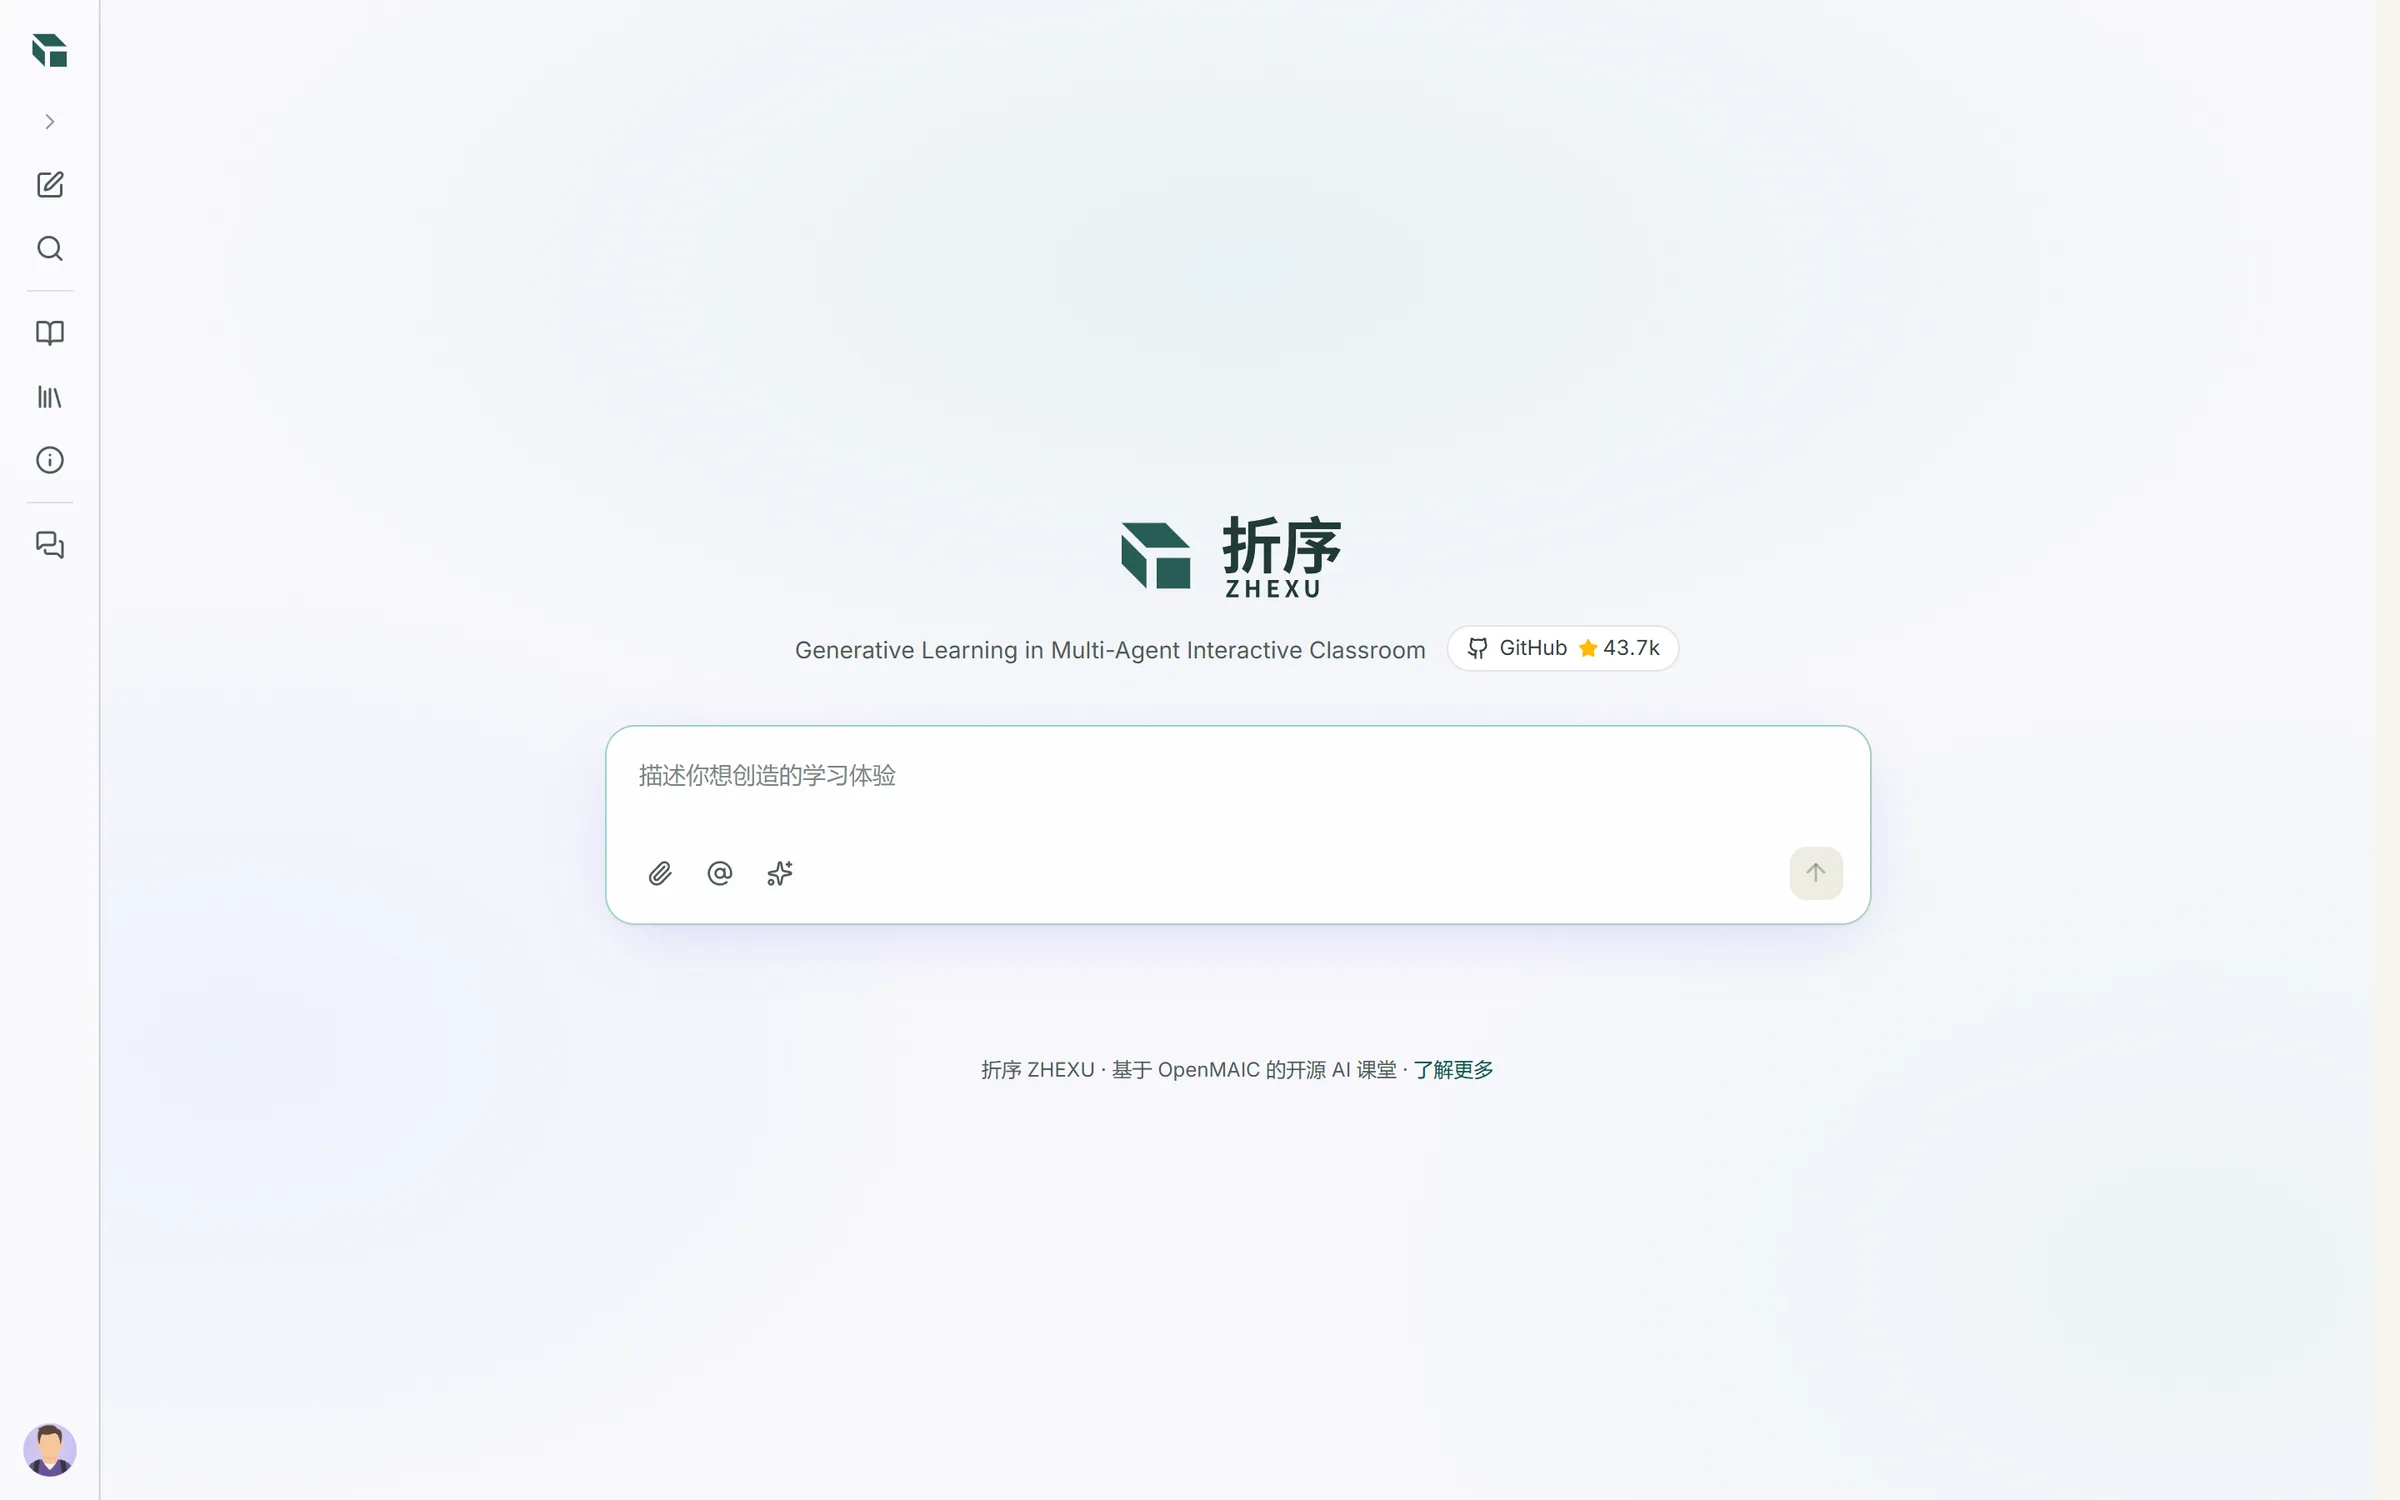 折序
ZHEXU
Generative Learning in Multi-Agent Interactive Classroom
GitHub 43.7k
描述你想创造的学习体验
折序 ZHEXU · 基于 OpenMAIC 的开源 AI 课堂 · 了解更多